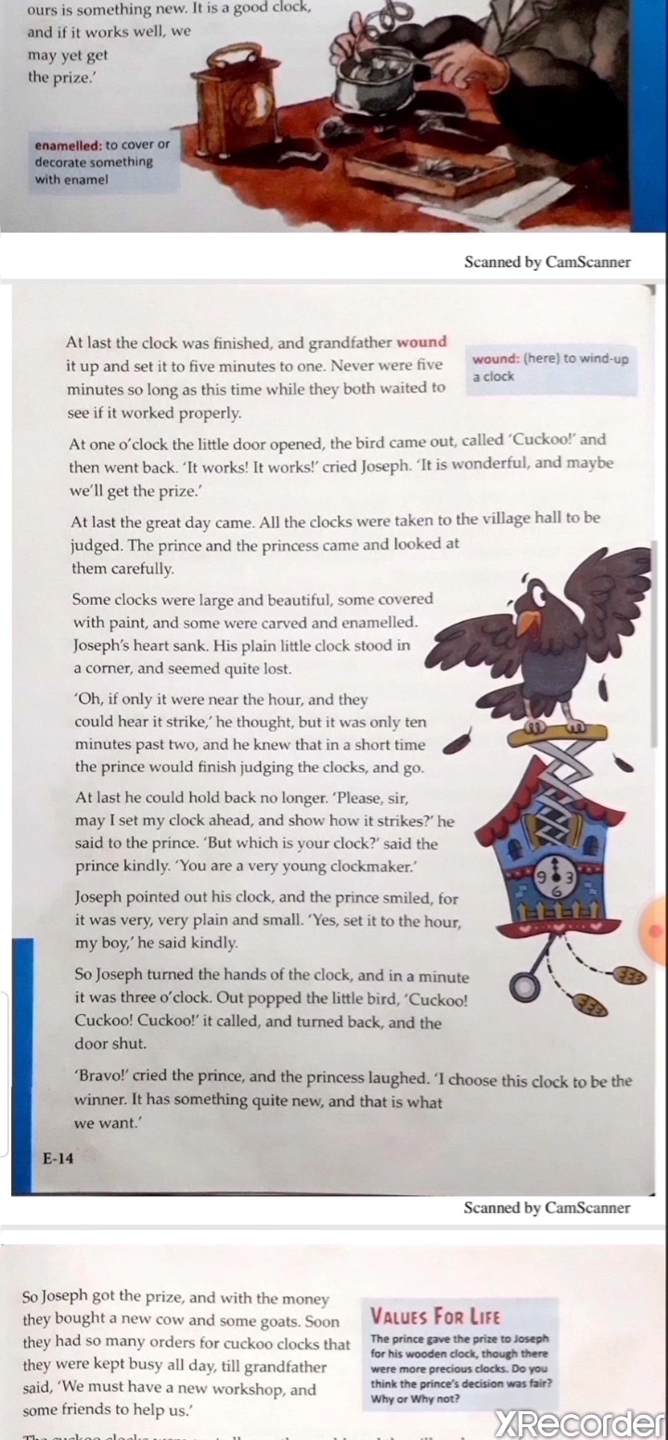 ours is something new. It is a good clock,
and if it works well, we
may yet get
the prize.’
enamelled: to cover or
decorate something
with enamel
Scanned by CamScanner
At last the clock was finished, and grandfather wound
it up and set it to five minutes to one. Never were five
minutes so long as this time while they both waited to
see if it worked properly.
wound: (here) to wind-up
a clock
At one o’clock the little door opened, the bird came out, called ‘Cuckoo!’ and
then went back. ‘It works! It works!’ cried Joseph. ‘It is wonderful, and maybe
we’ll get the prize.’
At last the great day came. All the clocks were taken to the village hall to be
judged. The prince and the princess came and looked at
them carefully.
Some clocks were large and beautiful, some covered
with paint, and some were carved and enamelled.
Joseph’s heart sank. His plain little clock stood in
a corner, and seemed quite lost.
‘Oh, if only it were near the hour, and they
could hear it strike,’ he thought, but it was only ten
minutes past two, and he knew that in a short time
the prince would finish judging the clocks, and go.
At last he could hold back no longer. ‘Please, sir,
may I set my clock ahead, and show how it strikes?’ he
said to the prince. ‘But which is your clock?’ said the
prince kindly. ‘You are a very young clockmaker.’
Joseph pointed out his clock, and the prince smiled, for
it was very, very plain and small. ‘Yes, set it to the hour,
my boy,’ he said kindly.
So Joseph turned the hands of the clock, and in a minute
it was three o’clock. Out popped the little bird, ‘Cuckoo!
Cuckoo! Cuckoo!’ it called, and turned back, and the
door shut.
‘Bravo!’ cried the prince, and the princess laughed. ‘I choose this clock to be the
winner. It has something quite new, and that is what
we want.’
9 3
6
E-14
Scanned by CamScanner
So Joseph got the prize, and with the money
they bought a new cow and some goats. Soon
they had so many orders for cuckoo clocks that
they were kept busy all day, till grandfather
said, ‘We must have a new workshop, and
some friends to help us.’
VALUES FOR LIFE
The prince gave the prize to Joseph
for his wooden clock, though there
were more precious clocks. Do you
think the prince’s decision was fair?
Why or Why not?
XRecorder